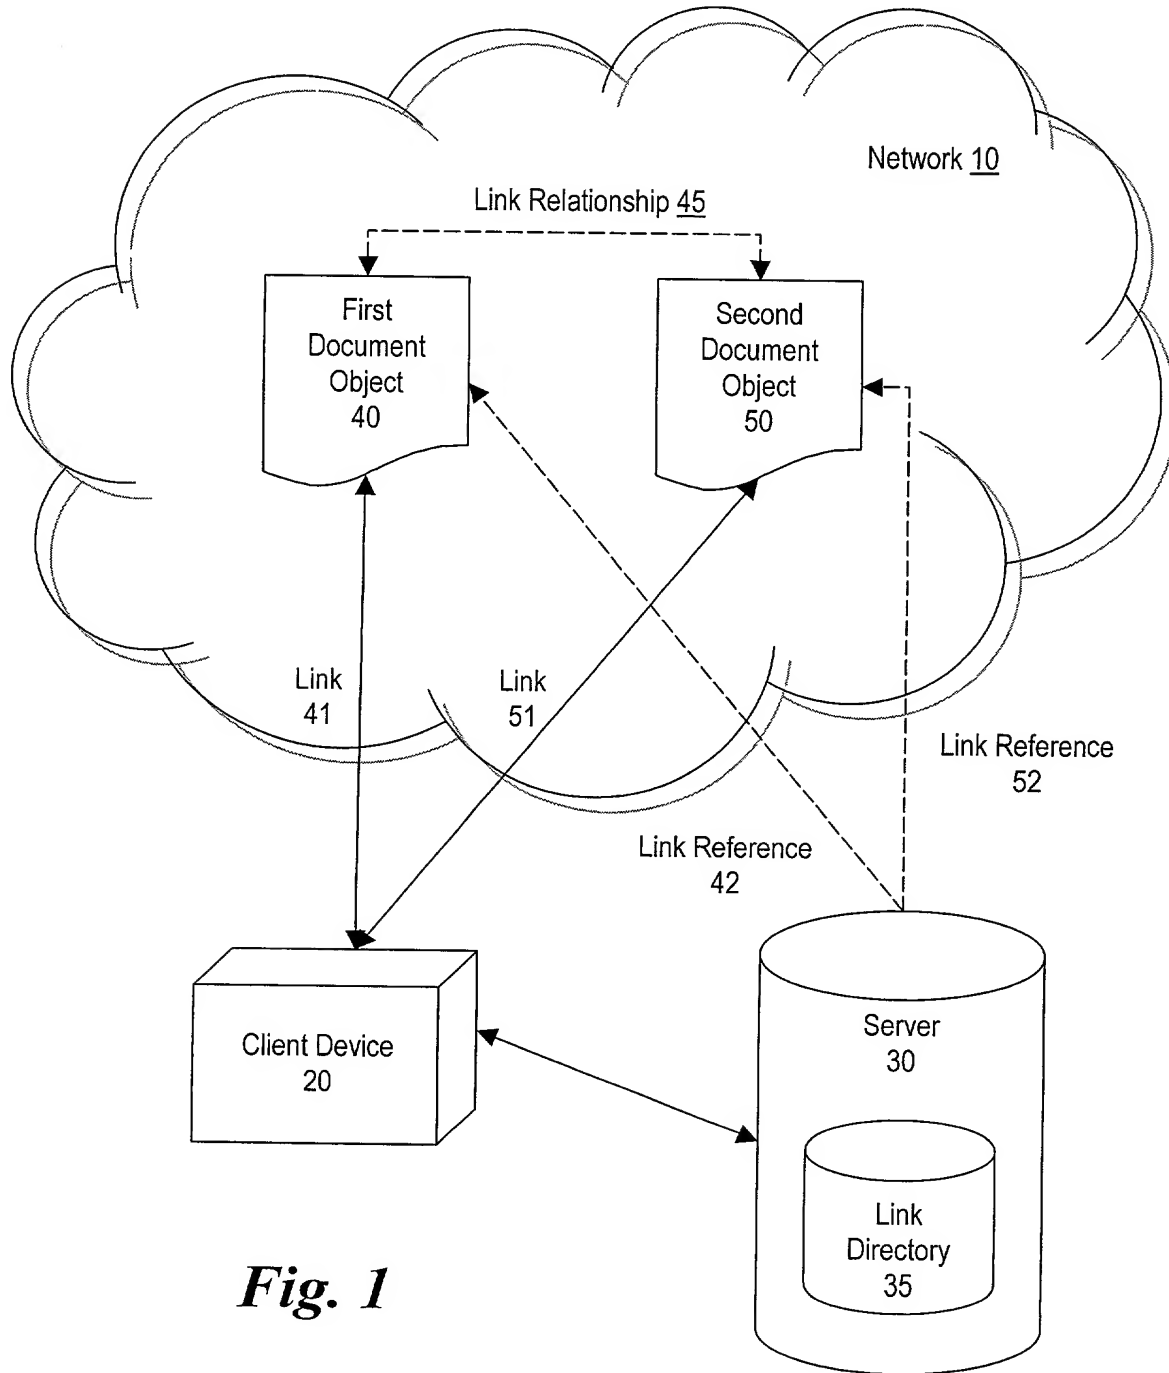 Network 10
Link Relationship 45
First
Document
Object
40
Second
Document
Object
50
Link
41
Link
51
Link Reference
52
Link Reference
42
Client Device
20
Server
30
Link
Directory
35
Fig. 1